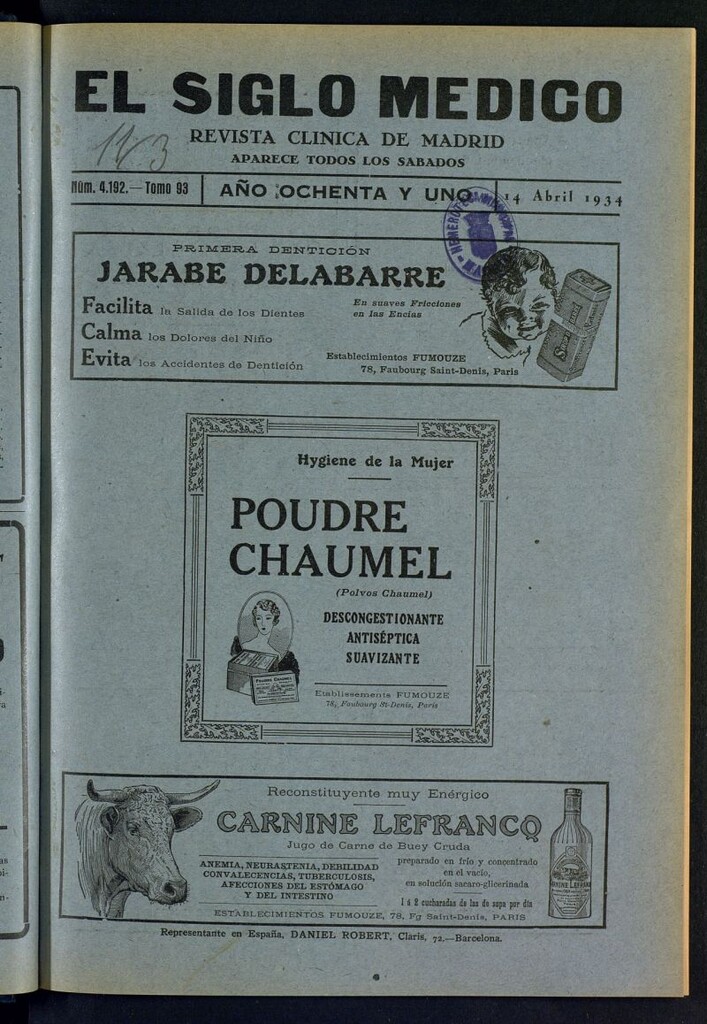 EL SIGLO MEDICO
REVISTA CLINICA DE MADRID
APARECE TODOS LOS SABADOS
Núm. 4.192.—Tomo 93
AÑO OCHENTA Y UNO
14 Abril 1934
HEMEROTECA MUNICIPAL
PRIMERA DENTICIÓN
JARABE DELABARRE
Facilita la Salida de los Dientes
Calma los Dolores del Niño
Evita los Accidentes de Dentición
En suaves Fricciones
en las Encias
Establecimientos FUMOUZE
78, Faubourg Saint-Denis, Paris
Hygiene de la Mujer
POUDRE
CHAUMEL
(Polvos Chaumel)
DESCONGESTIONANTE
ANTISÉPTICA
SUAVIZANTE
Etablissements FUMOUZE
78, Faubourg St-Denis, Paris
Reconstituyente muy Enérgico
CARNINE LEFRANCQ
Jugo de Carne de Buey Cruda
ANEMIA, NEURASTENIA, DEBILIDAD
CONVALECENCIAS, TUBERCULOSIS,
AFECCIONES DEL ESTÓMAGO
Y DEL INTESTINO
preparado en frío y concentrado
en el vacío,
en solución sacaro-glicerinada
1 á 2 cucharadas de las de sopa por dia
ESTABLECIMIENTOS FUMOUZE, 78, Fg Saint-Denis, PARIS
Representante en España, DANIEL ROBERT, Claris, 72.—Barcelona.